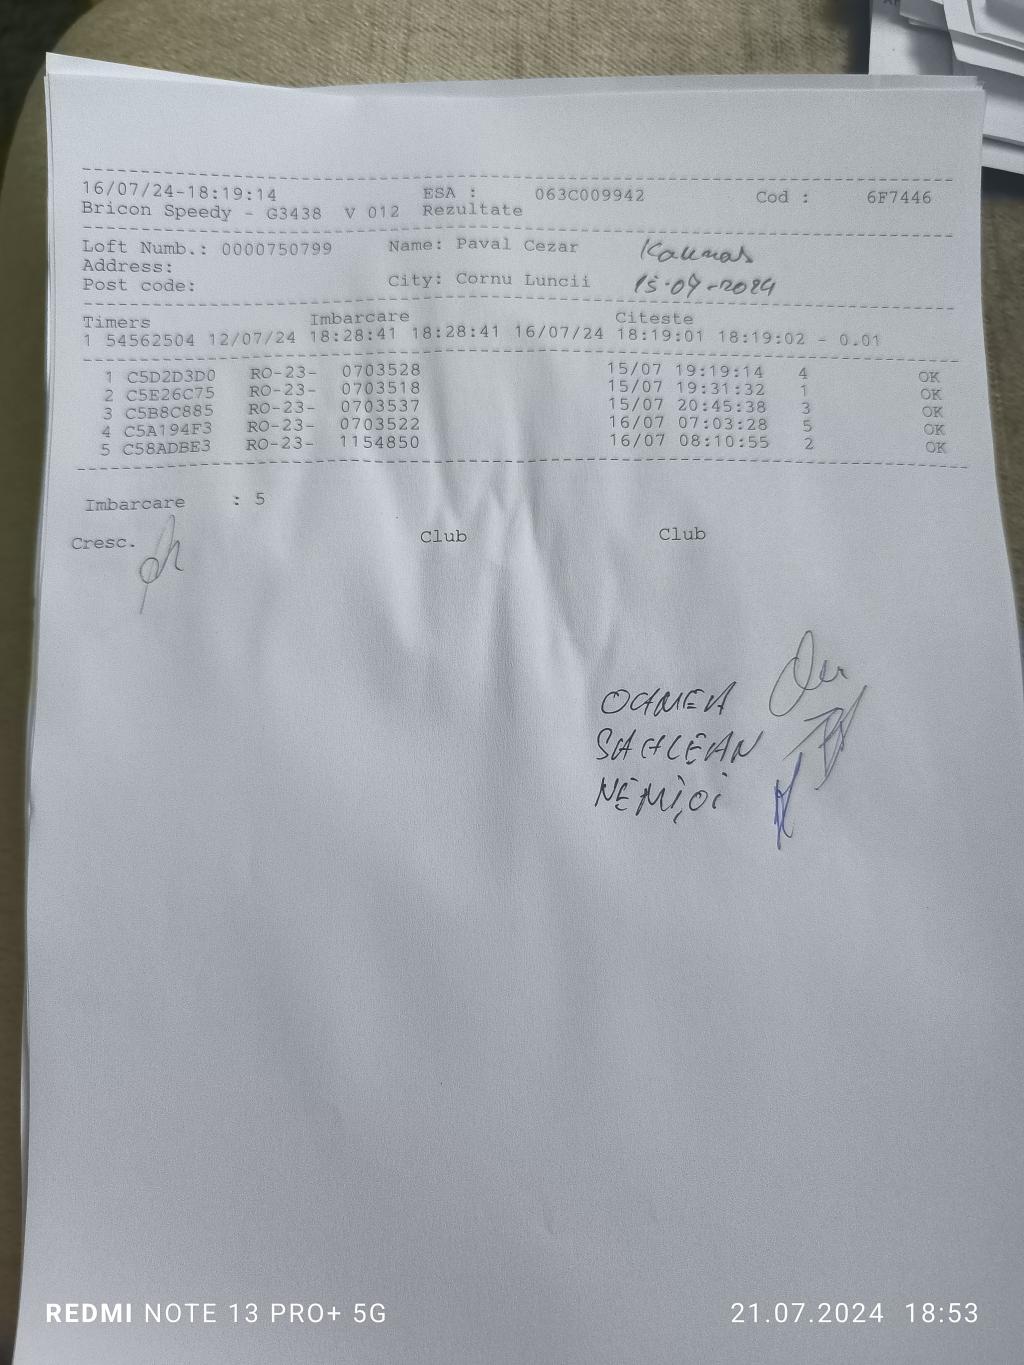 16/07/24-18:19:14 ESA : 063C009942 Cod : 6F7446
Bricon Speedy - G3438 V 012 Rezultate
Loft Numb.: 0000750799 Name: Paval Cezar Kaunas
Address:
Post code: City: Cornu Luncii 15-07-2024
Timers Imbarcare Citeste
1 54562504 12/07/24 18:28:41 18:28:41 16/07/24 18:19:01 18:19:02 - 0.01
1 C5D2D3D0 RO-23- 0703528 15/07 19:19:14 4 OK
2 C5E26C75 RO-23- 0703518 15/07 19:31:32 1 OK
3 C5B8C885 RO-23- 0703537 15/07 20:45:38 3 OK
4 C5A194F3 RO-23- 0703522 16/07 07:03:28 5 OK
5 C58ADBE3 RO-23- 1154850 16/07 08:10:55 2 OK
Imbarcare : 5
Cresc. Club Club
SAHLEAN
NEMȚOI
REDMI NOTE 13 PRO+ 5G 21.07.2024 18:53